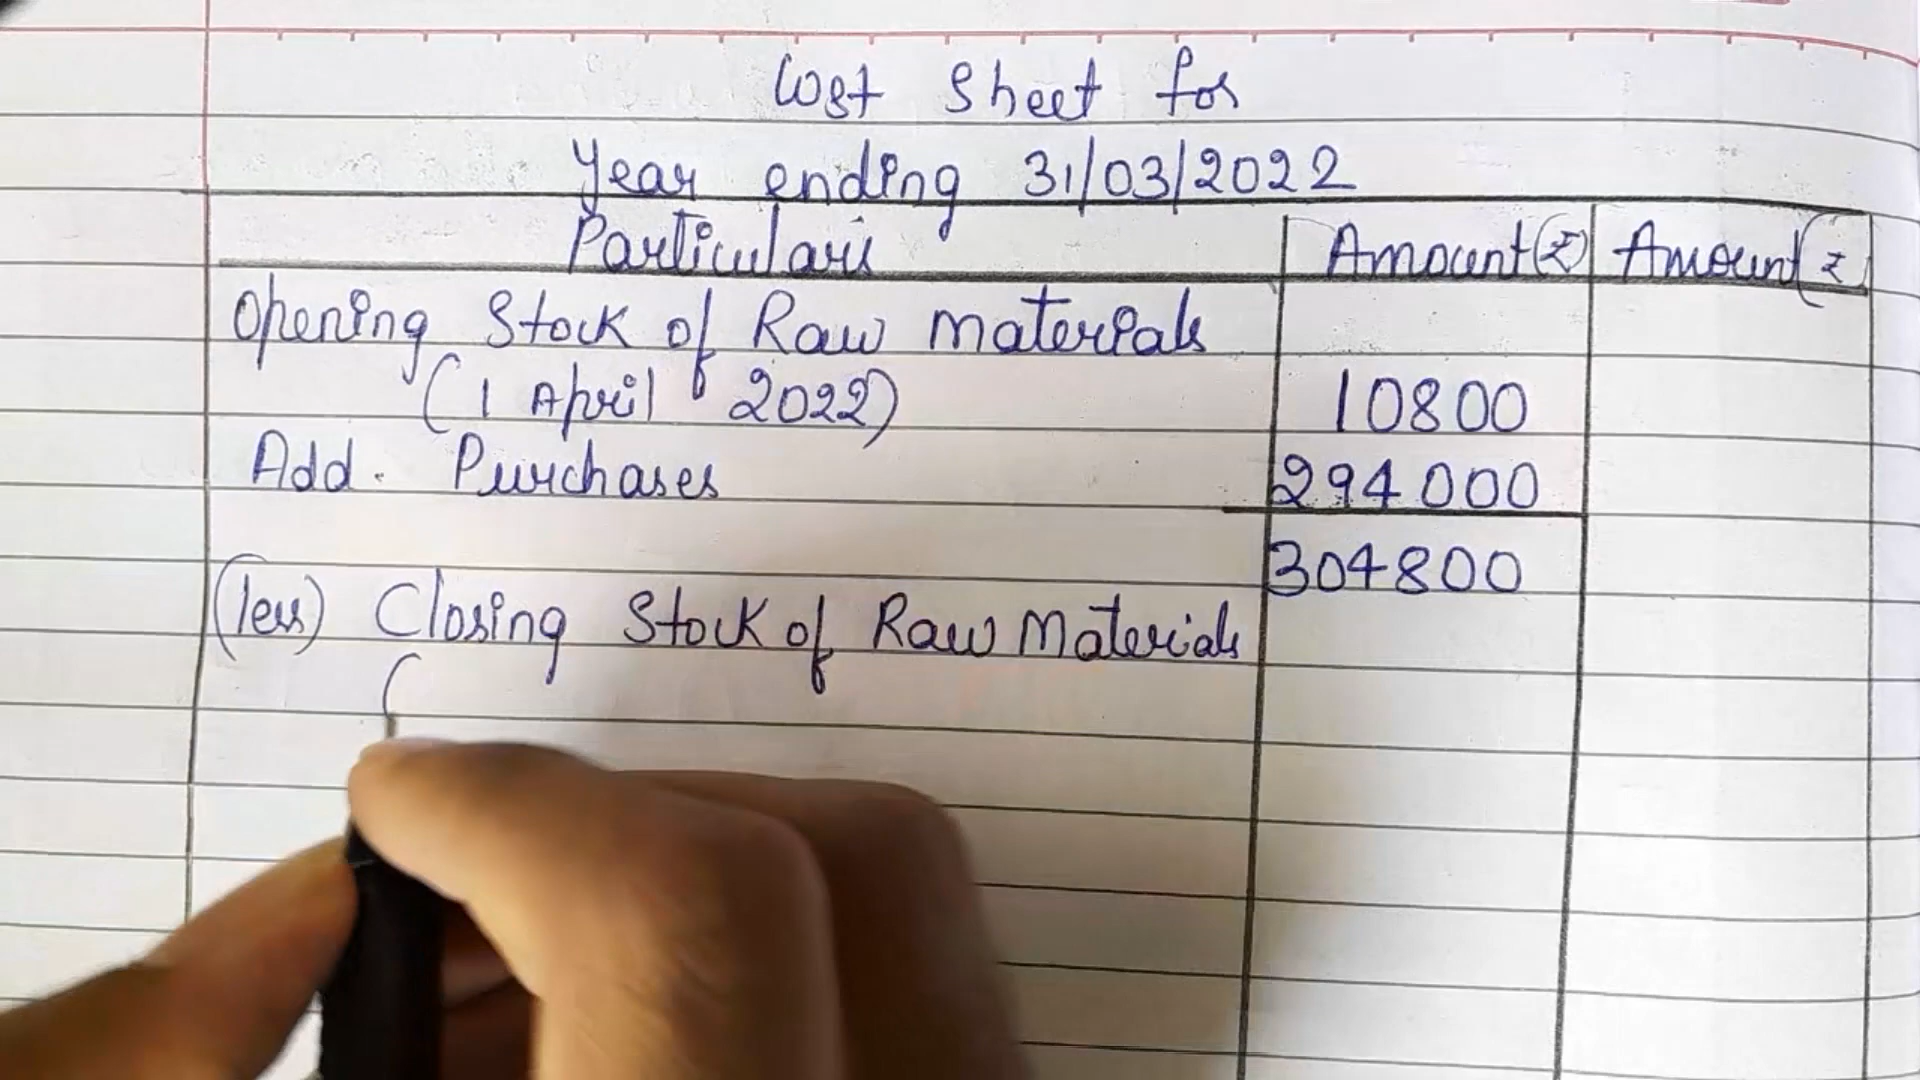 Cost Sheet for
Year ending 31/03/2022
Particulars Amount(₹) Amount(₹
Opening Stock of Raw Materials
(1 April 2022) 10800
Add. Purchases 294000
304800
(less) Closing Stock of Raw Materials
(